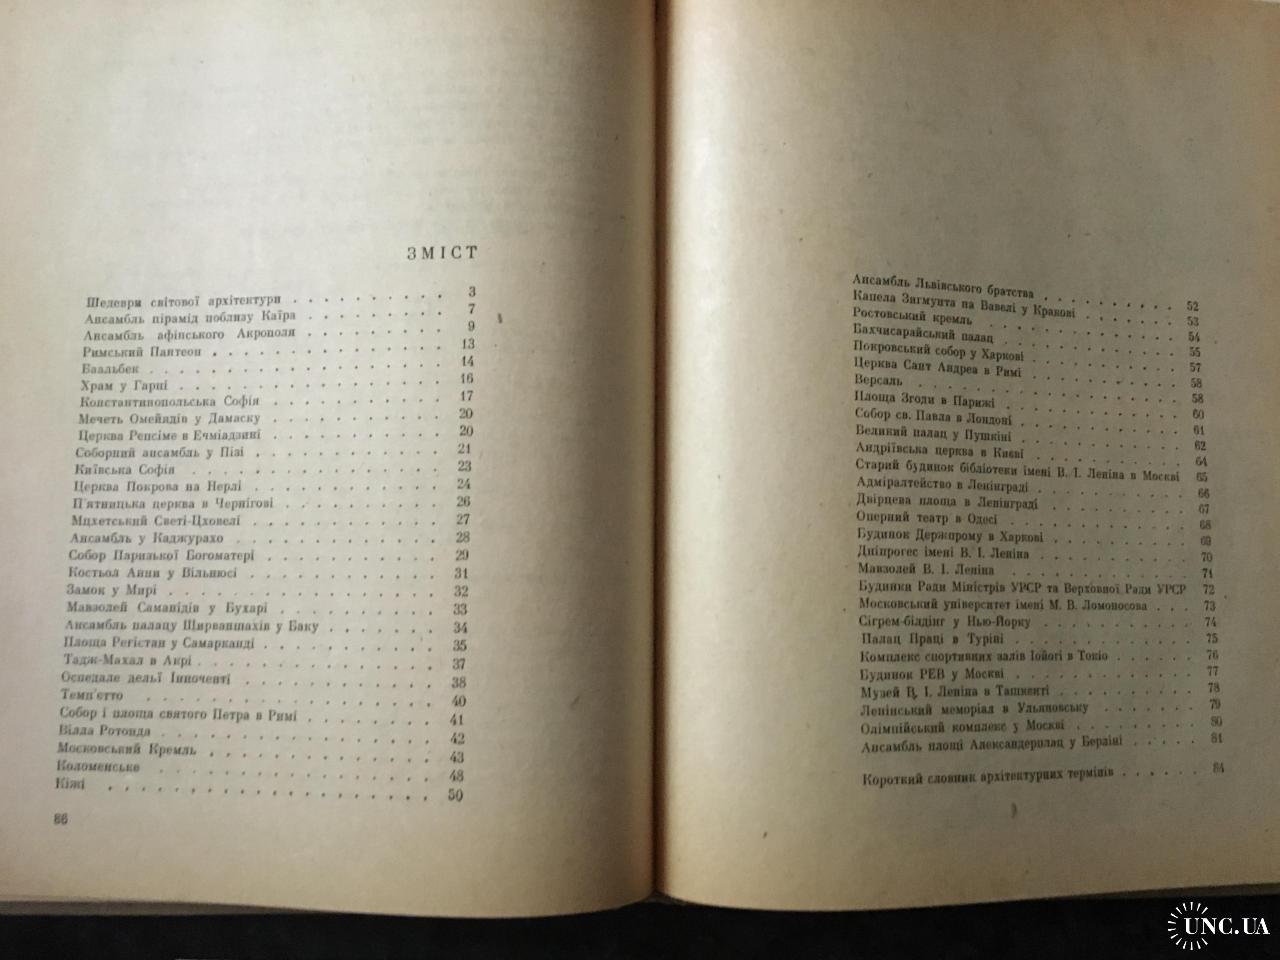 ЗМІСТ
Шедеври світової архітектури . . . . . . . . . . 3
Ансамбль пірамід поблизу Каїра . . . . . . . . . 7
Ансамбль афінського Акрополя . . . . . . . . . 9
Римський Пантеон . . . . . . . . . . . . . . 13
Баальбек . . . . . . . . . . . . . . . . . 14
Храм у Гарні . . . . . . . . . . . . . . . 16
Константинопольська Софія . . . . . . . . . . . 17
Мечеть Омейядів у Дамаску . . . . . . . . . . . 20
Церква Репсіме в Ечміадзині . . . . . . . . . . . 20
Соборний ансамбль у Пізі . . . . . . . . . . . . 21
Київська Софія . . . . . . . . . . . . . . . 23
Церква Покрова на Нерлі . . . . . . . . . . . . 24
П'ятницька церква в Чернігові . . . . . . . . . . 26
Мцхетський Светі-Цховелі . . . . . . . . . . . . 27
Ансамбль у Каджурахо . . . . . . . . . . . . . 28
Собор Паризької Богоматері . . . . . . . . . . . 29
Костьол Анни у Вільнюсі . . . . . . . . . . . . 31
Замок у Мирі . . . . . . . . . . . . . . . . 32
Мавзолей Саманідів у Бухарі . . . . . . . . . . 33
Ансамбль палацу Ширваншахів у Баку . . . . . . . 34
Площа Регістан у Самарканді . . . . . . . . . . . 35
Тадж-Махал в Агрі . . . . . . . . . . . . . . 37
Оспедале дельї Інноченті . . . . . . . . . . . . 38
Темп'єтто . . . . . . . . . . . . . . . . 40
Собор і площа святого Петра в Римі . . . . . . . . 41
Вілла Ротонда . . . . . . . . . . . . . . . . 42
Московський Кремль . . . . . . . . . . . . . . 43
Коломенське . . . . . . . . . . . . . . . . 48
Кіжі . . . . . . . . . . . . . . . . . . . 50
86
Ансамбль Львівського братства . . . . . . . . . 52
Капела Зигмунта на Вавелі у Кракові . . . . . . . 53
Ростовський кремль . . . . . . . . . . . . . 54
Бахчисарайський палац . . . . . . . . . . . . 55
Покровський собор у Харкові . . . . . . . . . . 57
Церква Сант Андреа в Римі . . . . . . . . . . 58
Версаль . . . . . . . . . . . . . . . . . 58
Площа Згоди в Парижі . . . . . . . . . . . . 60
Собор св. Павла в Лондоні . . . . . . . . . . . 61
Великий палац у Пушкіні . . . . . . . . . . . 62
Андріївська церква в Києві . . . . . . . . . . 64
Старий будинок бібліотеки імені В. І. Леніна в Москві 65
Адміралтейство в Ленінграді . . . . . . . . . . 66
Двірцева площа в Ленінграді . . . . . . . . . . 67
Оперний театр в Одесі . . . . . . . . . . . . 68
Будинок Держпрому в Харкові . . . . . . . . . . 69
Дніпрогес імені В. І. Леніна . . . . . . . . . . 70
Мавзолей В. І. Леніна . . . . . . . . . . . . 71
Будинки Ради Міністрів УРСР та Верховної Ради УРСР 72
Московський університет імені М. В. Ломоносова . . . 73
Сігрем-білдінг у Нью-Йорку . . . . . . . . . . 74
Палац Праці в Туріні . . . . . . . . . . . . 75
Комплекс спортивних залів Іойогі в Токіо . . . . . 76
Будинок РЕВ у Москві . . . . . . . . . . . . 77
Музей В. І. Леніна в Ташкенті . . . . . . . . . 78
Ленінський меморіал в Ульяновську . . . . . . . 79
Олімпійський комплекс у Москві . . . . . . . . . 80
Ансамбль площі Александерплац у Берліні . . . . . 81
Короткий словник архітектурних термінів . . . . . . 84
UNC.UA